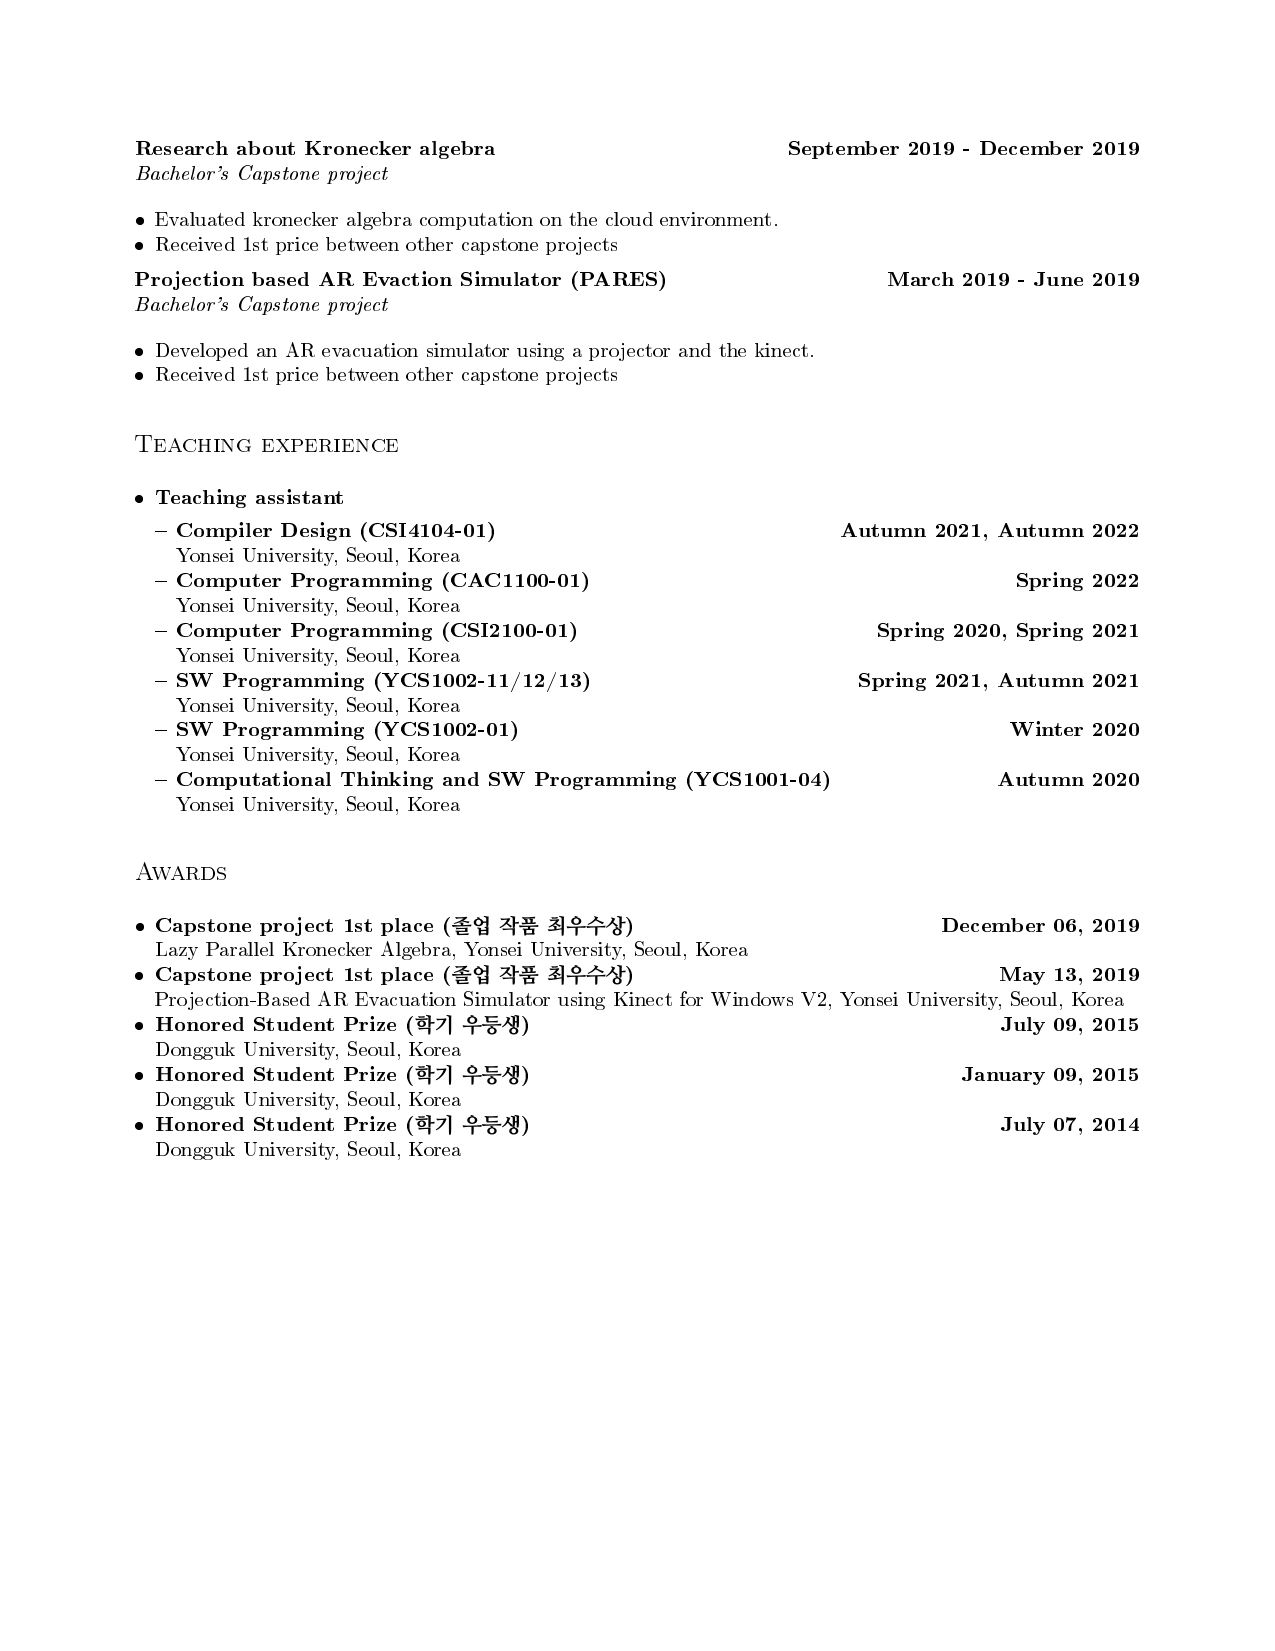 Research about Kronecker algebra September 2019 - December 2019
Bachelor's Capstone project
• Evaluated kronecker algebra computation on the cloud environment.
• Received 1st price between other capstone projects
Projection based AR Evaction Simulator (PARES) March 2019 - June 2019
Bachelor's Capstone project
• Developed an AR evacuation simulator using a projector and the kinect.
• Received 1st price between other capstone projects
Teaching experience
• Teaching assistant
– Compiler Design (CSI4104-01) Autumn 2021, Autumn 2022
Yonsei University, Seoul, Korea
– Computer Programming (CAC1100-01) Spring 2022
Yonsei University, Seoul, Korea
– Computer Programming (CSI2100-01) Spring 2020, Spring 2021
Yonsei University, Seoul, Korea
– SW Programming (YCS1002-11/12/13) Spring 2021, Autumn 2021
Yonsei University, Seoul, Korea
– SW Programming (YCS1002-01) Winter 2020
Yonsei University, Seoul, Korea
– Computational Thinking and SW Programming (YCS1001-04) Autumn 2020
Yonsei University, Seoul, Korea
Awards
• Capstone project 1st place (졸업 작품 최우수상) December 06, 2019
Lazy Parallel Kronecker Algebra, Yonsei University, Seoul, Korea
• Capstone project 1st place (졸업 작품 최우수상) May 13, 2019
Projection-Based AR Evacuation Simulator using Kinect for Windows V2, Yonsei University, Seoul, Korea
• Honored Student Prize (학기 우등생) July 09, 2015
Dongguk University, Seoul, Korea
• Honored Student Prize (학기 우등생) January 09, 2015
Dongguk University, Seoul, Korea
• Honored Student Prize (학기 우등생) July 07, 2014
Dongguk University, Seoul, Korea